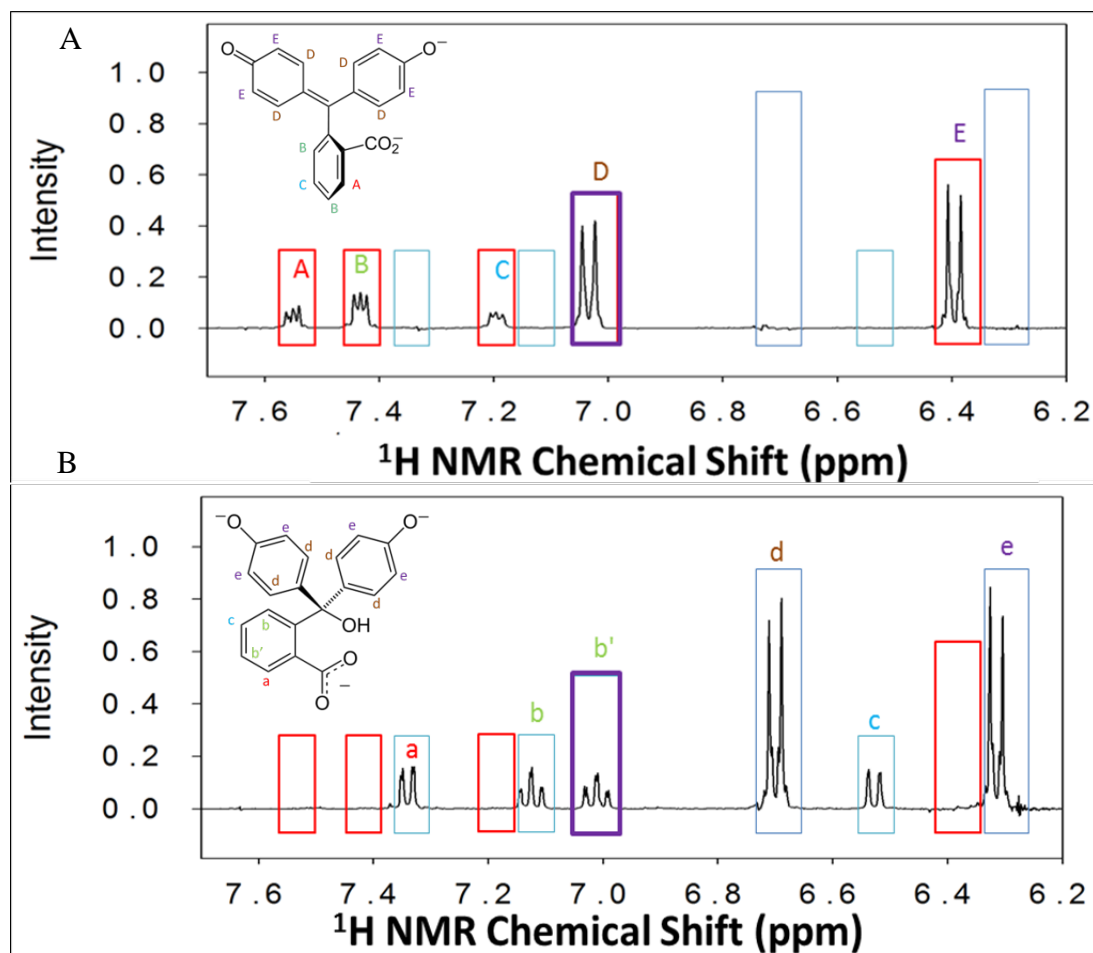 A
O
E
D
E
O⁻
D
E
D
D
E
B
CO₂⁻
C
A
B
Intensity
1.0
0.8
0.6
0.4
0.2
0.0
A
B
C
D
E
7.6
7.4
7.2
7.0
6.8
6.6
6.4
6.2
¹H NMR Chemical Shift (ppm)
B
⁻O
e
d
e
O⁻
d
e
d
e
d
c
b
OH
b'
a
O
O
−
Intensity
1.0
0.8
0.6
0.4
0.2
0.0
a
b
b'
d
c
e
7.6
7.4
7.2
7.0
6.8
6.6
6.4
6.2
¹H NMR Chemical Shift (ppm)